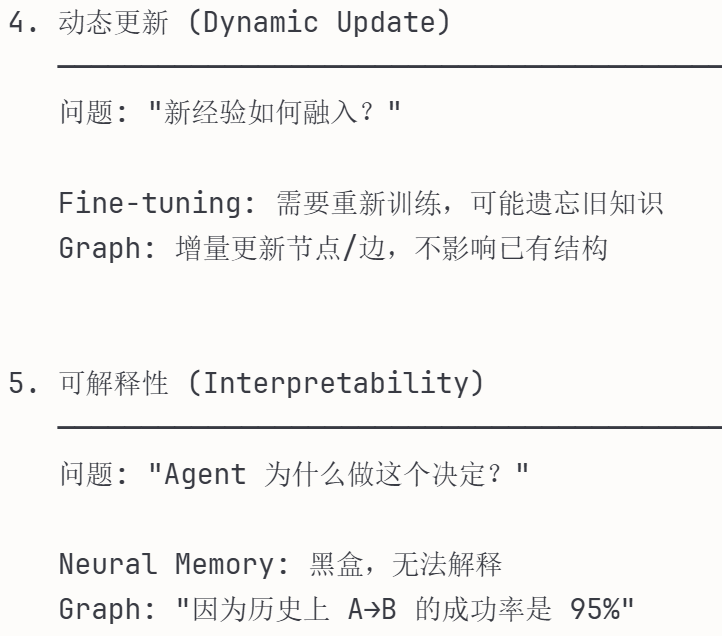 4. 动态更新 (Dynamic Update)
问题: "新经验如何融入？"
Fine-tuning: 需要重新训练，可能遗忘旧知识
Graph: 增量更新节点/边，不影响已有结构
5. 可解释性 (Interpretability)
问题: "Agent 为什么做这个决定？"
Neural Memory: 黑盒，无法解释
Graph: "因为历史上 A→B 的成功率是 95%"